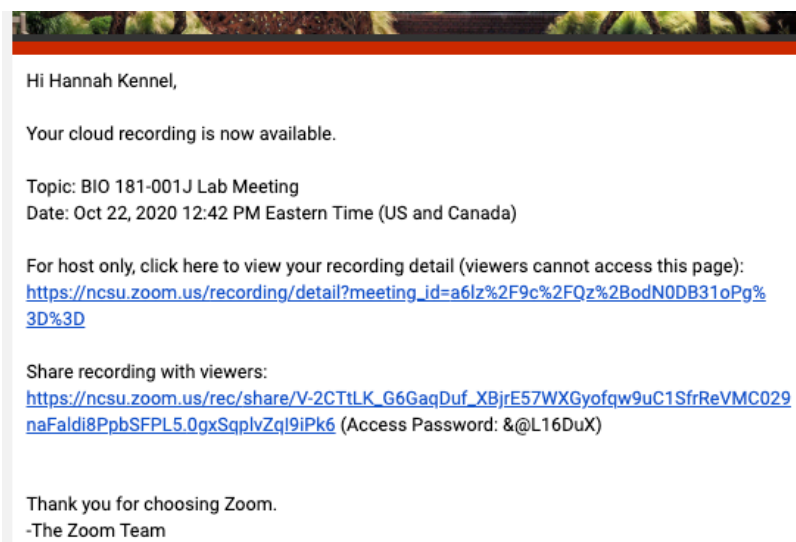 Hi Hannah Kennel,
Your cloud recording is now available.
Topic: BIO 181-001J Lab Meeting
Date: Oct 22, 2020 12:42 PM Eastern Time (US and Canada)
For host only, click here to view your recording detail (viewers cannot access this page):
https://ncsu.zoom.us/recording/detail?meeting_id=a6lz%2F9c%2FQz%2BodN0DB31oPg%
3D%3D
Share recording with viewers:
https://ncsu.zoom.us/rec/share/V-2CTtLK_G6GaqDuf_XBjrE57WXGyofqw9uC1SfrReVMC029
naFaldi8PpbSFPL5.0gxSqplvZqI9iPk6 (Access Password: &@L16DuX)
Thank you for choosing Zoom.
-The Zoom Team